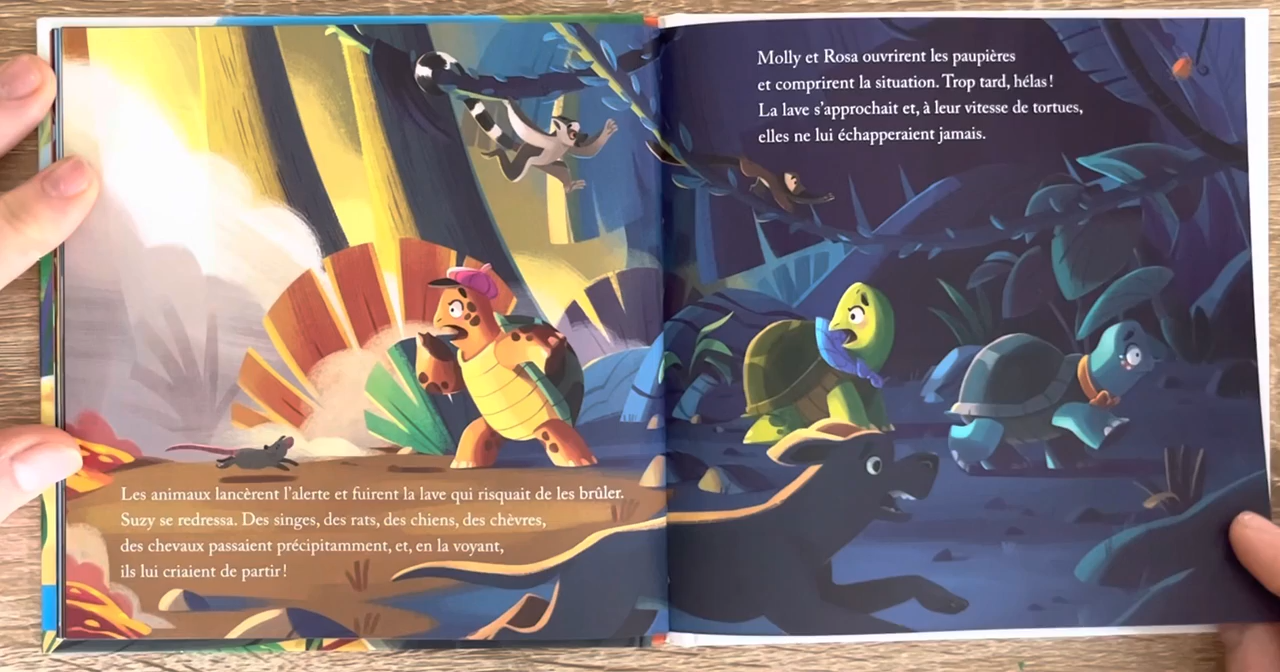 Les animaux lancèrent l'alerte et fuirent la lave qui risquait de les brûler.
Suzy se redressa. Des singes, des rats, des chiens, des chèvres,
des chevaux passaient précipitamment, et, en la voyant,
ils lui criaient de partir !
Molly et Rosa ouvrirent les paupières
et comprirent la situation. Trop tard, hélas !
La lave s'approchait et, à leur vitesse de tortues,
elles ne lui échapperaient jamais.